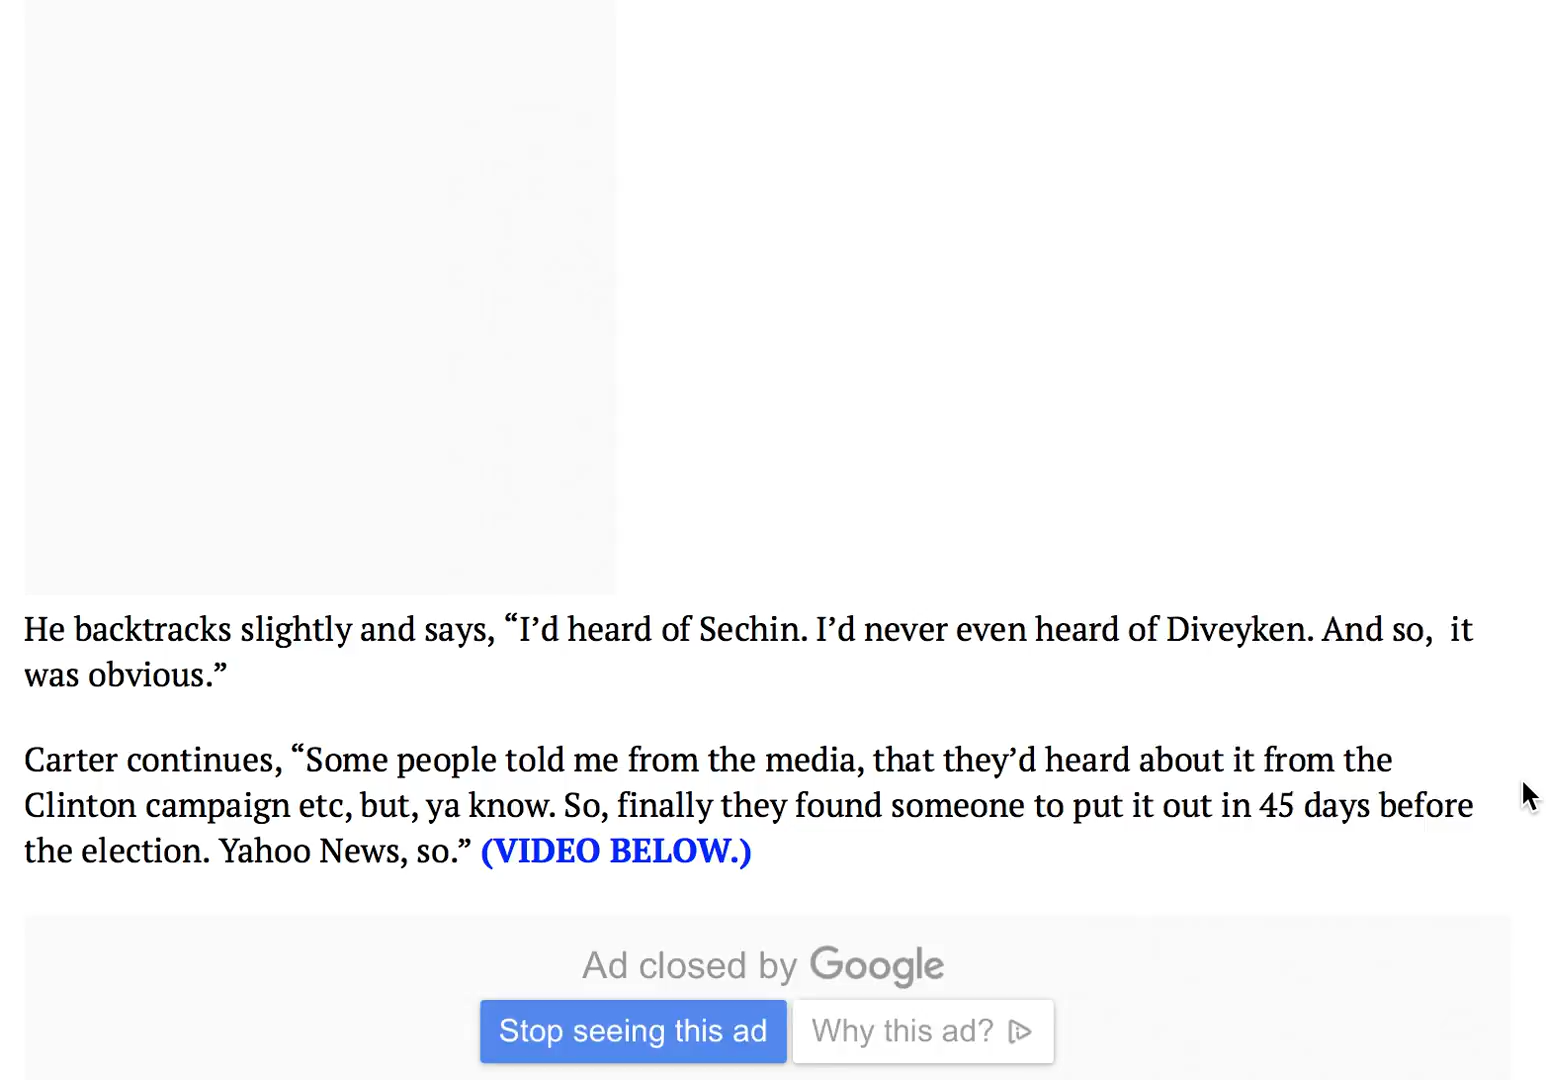 He backtracks slightly and says, “I’d heard of Sechin. I’d never even heard of Diveyken. And so,  it
was obvious.”
Carter continues, “Some people told me from the media, that they’d heard about it from the
Clinton campaign etc, but, ya know. So, finally they found someone to put it out in 45 days before
the election. Yahoo News, so.” (VIDEO BELOW.)
Ad closed by Google
Stop seeing this ad
Why this ad?